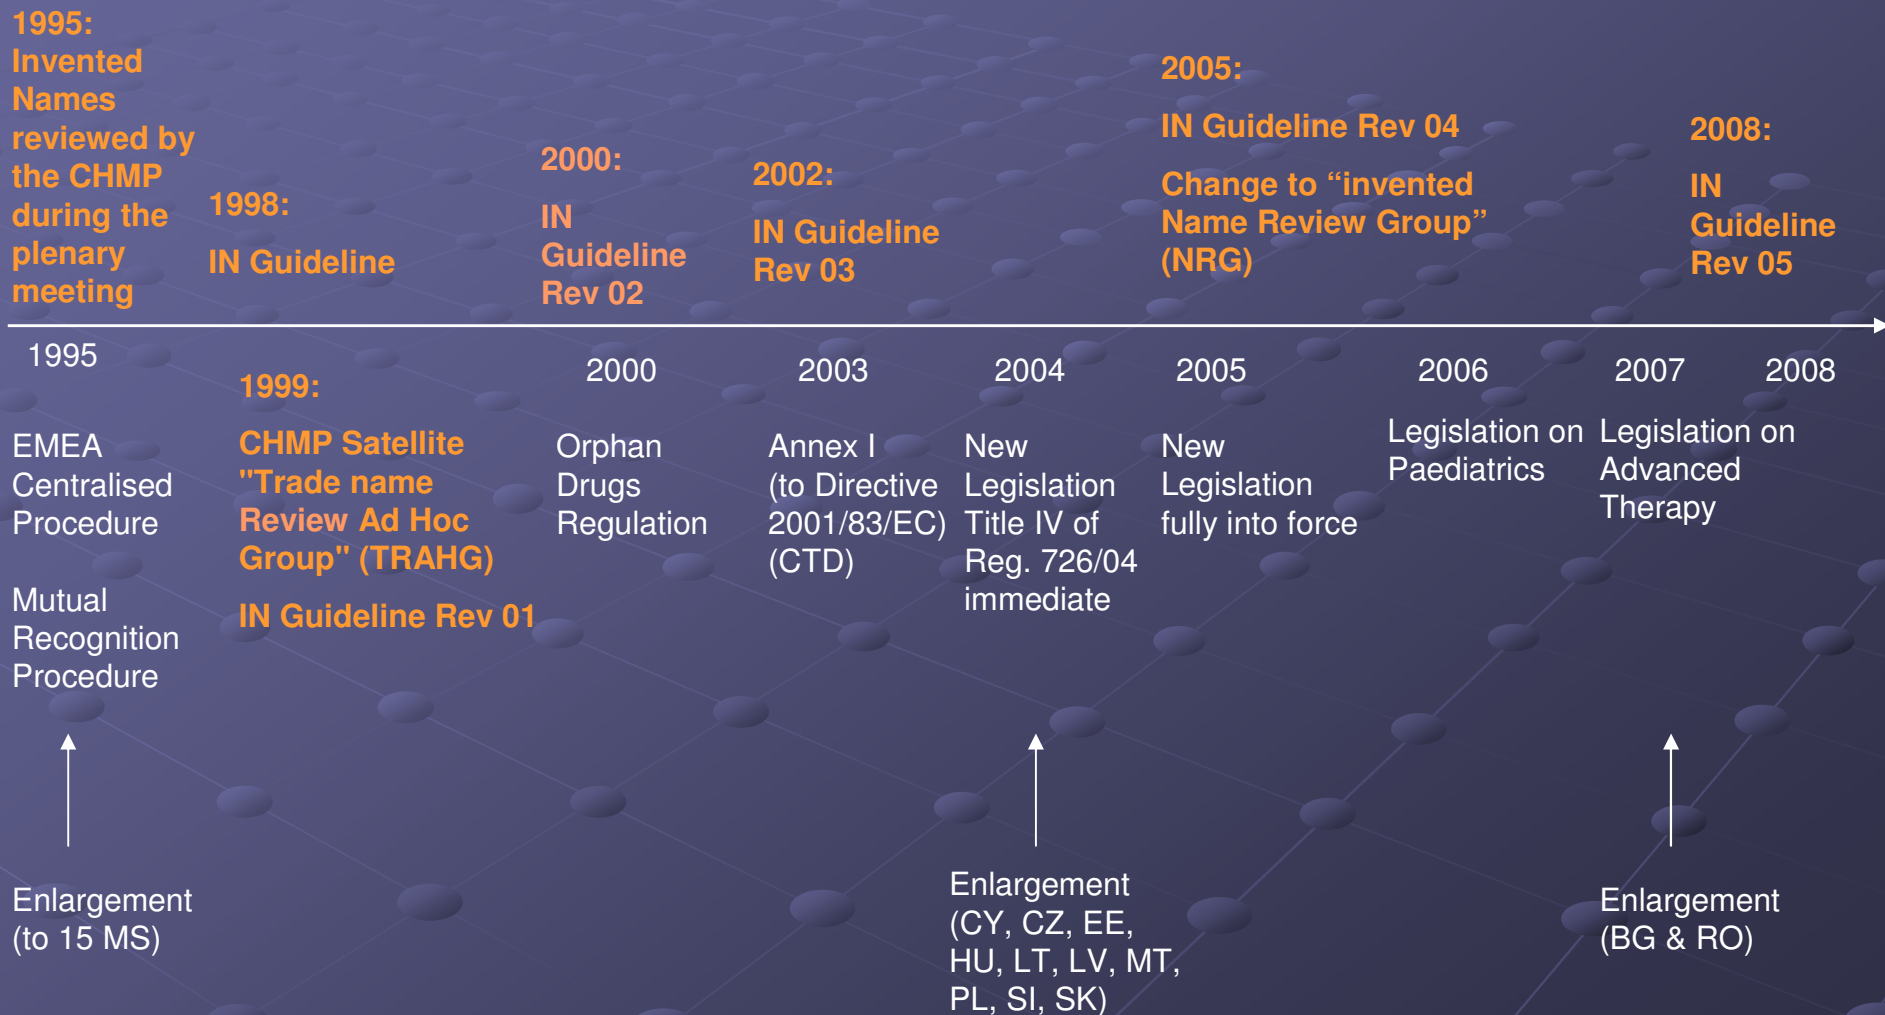 1995:
Invented
Names
reviewed by
the CHMP
during the
plenary
meeting
1998:
IN Guideline
2000:
IN
Guideline
Rev 02
2002:
IN Guideline
Rev 03
2005:
IN Guideline Rev 04
Change to “invented
Name Review Group”
(NRG)
2008:
IN
Guideline
Rev 05
1995
EMEA
Centralised
Procedure
Mutual
Recognition
Procedure
1999:
CHMP Satellite
"Trade name
Review Ad Hoc
Group" (TRAHG)
IN Guideline Rev 01
2000
Orphan
Drugs
Regulation
2003
Annex I
(to Directive
2001/83/EC)
(CTD)
2004
New
Legislation
Title IV of
Reg. 726/04
immediate
2005
New
Legislation
fully into force
2006
Legislation on
Paediatrics
2007
Legislation on
Advanced
Therapy
2008
Enlargement
(to 15 MS)
Enlargement
(CY, CZ, EE,
HU, LT, LV, MT,
PL, SI, SK)
Enlargement
(BG & RO)